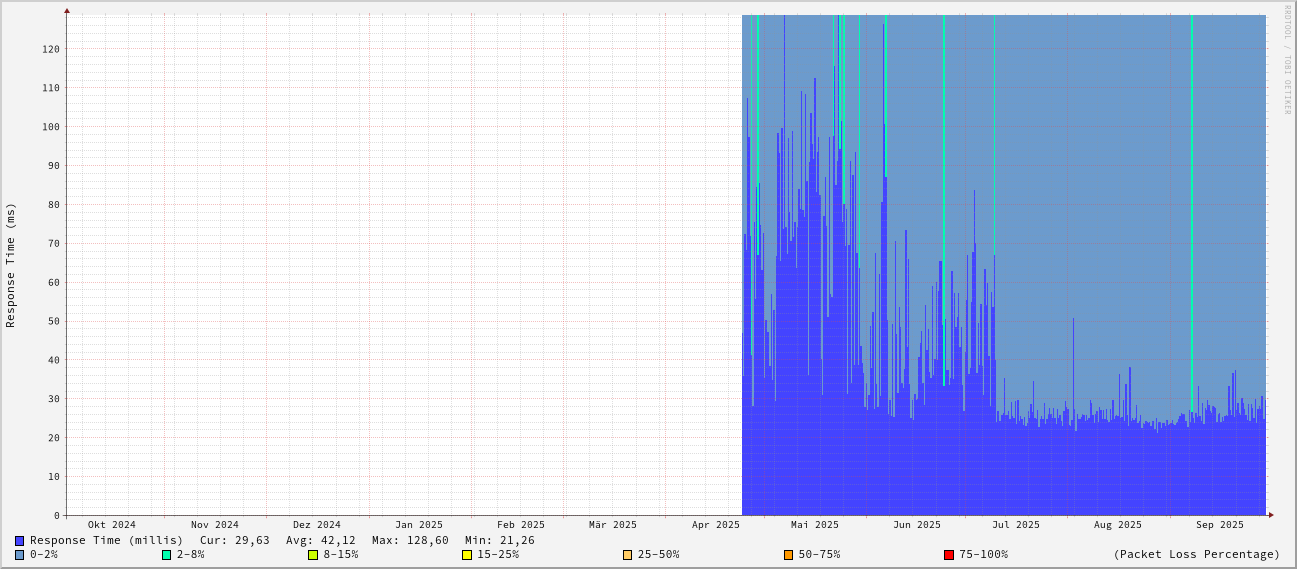 RRDTOOL / TOBI OETIKER
Response Time (ms)
120
110
100
90
80
70
60
50
40
30
20
10
0
Okt 2024 Nov 2024 Dez 2024 Jan 2025 Feb 2025 Mär 2025 Apr 2025 Mai 2025 Jun 2025 Jul 2025 Aug 2025 Sep 2025
Response Time (millis) Cur: 29,63 Avg: 42,12 Max: 128,60 Min: 21,26
0-2% 2-8% 8-15% 15-25% 25-50% 50-75% 75-100% (Packet Loss Percentage)